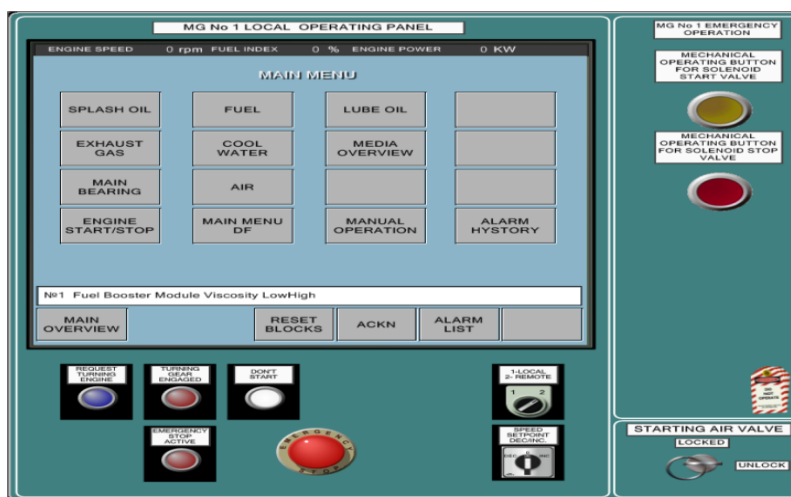 MG No 1 LOCAL OPERATING PANEL
ENGINE SPEED 0 rpm FUEL INDEX 0 % ENGINE POWER 0 KW
MAIN MENU
SPLASH OIL
FUEL
LUBE OIL
EXHAUST
GAS
COOL
WATER
MEDIA
OVERVIEW
MAIN
BEARING
AIR
ENGINE
START/STOP
MAIN MENU
DF
MANUAL
OPERATION
ALARM
HYSTORY
№1 Fuel Booster Module Viscosity LowHigh
MAIN
OVERVIEW
RESET
BLOCKS
ACKN
ALARM
LIST
REQUEST
TURNING
ENGINE
TURNING
GEAR
ENGAGED
DON'T
START
1-LOCAL
2- REMOTE
1 2
EMERGENCY
STOP
ACTIVE
EMERGENCY
STOP
SPEED
SETPOINT
DEC/INC.
MG No 1 EMERGENCY
OPERATION
MECHANICAL
OPERATING BUTTON
FOR SOLENOID
START VALVE
MECHANICAL
OPERATING BUTTON
FOR SOLENOID STOP
VALVE
DO
NOT
OPERATE
STARTING AIR VALVE
LOCKED
UNLOCK